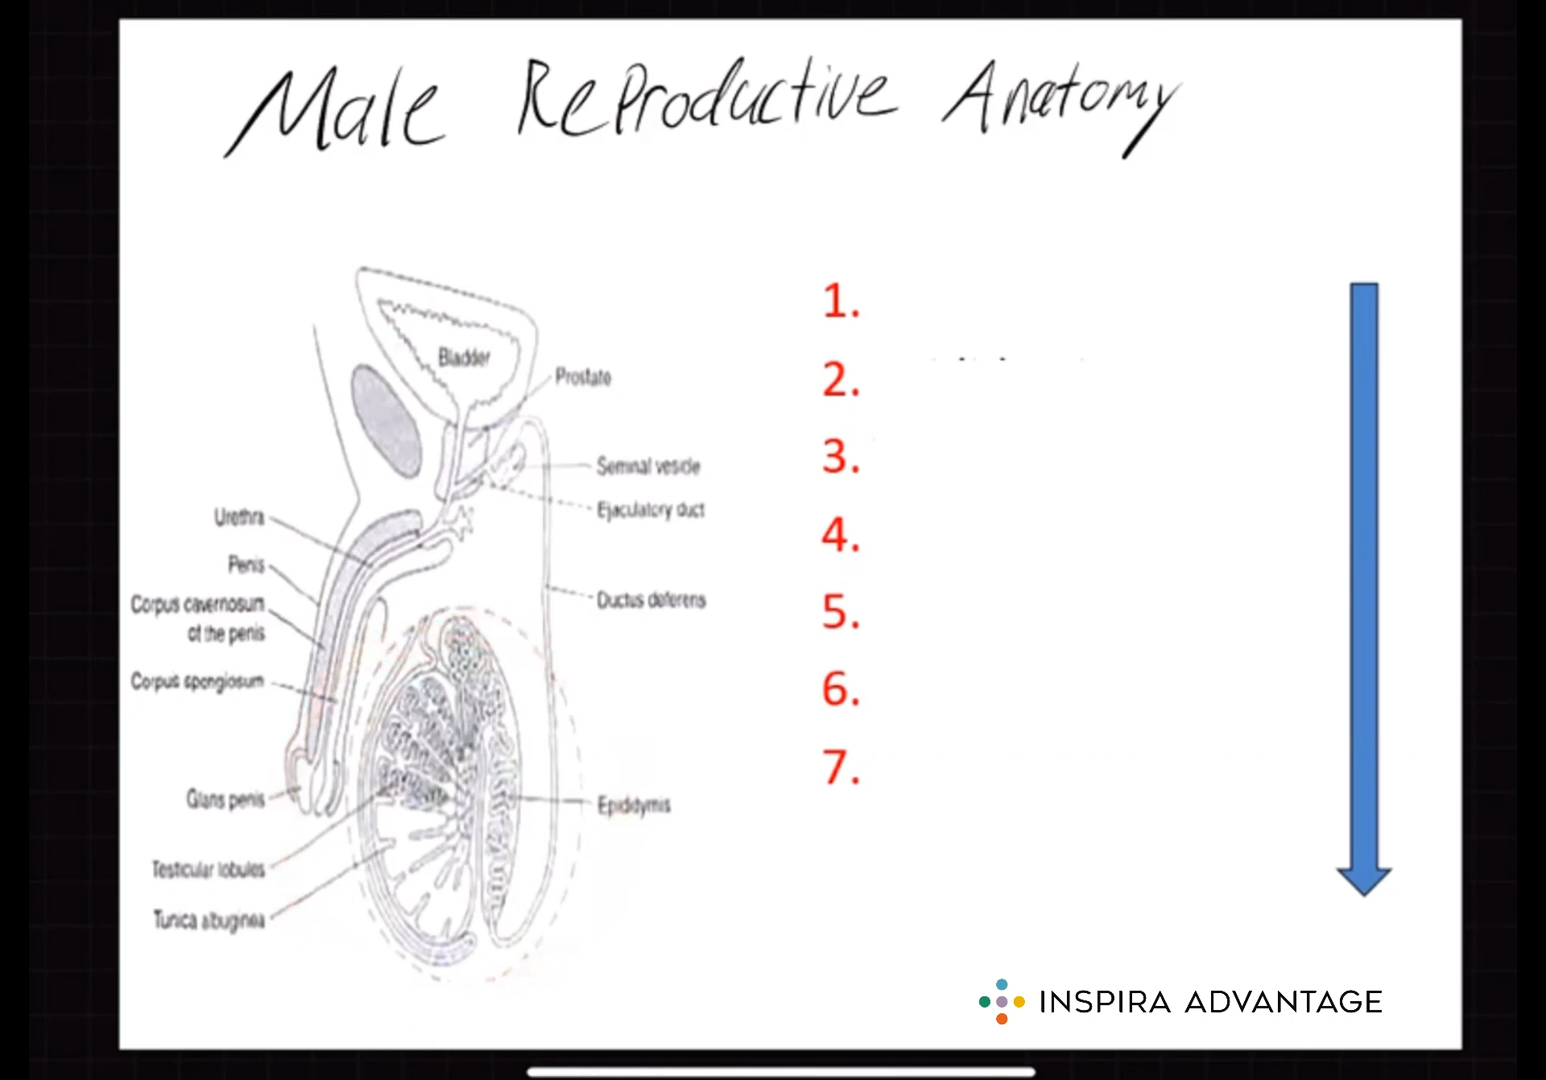 Male Reproductive Anatomy
Bladder
Prostate
Seminal vesicle
Ejaculatory duct
Urethra
Penis
Corpus cavernosum
of the penis
Ductus deferens
Corpus spongiosum
Glans penis
Epididymis
Testicular lobules
Tunica albuginea
1.
2.
3.
4.
5.
6.
7.
INSPIRA ADVANTAGE